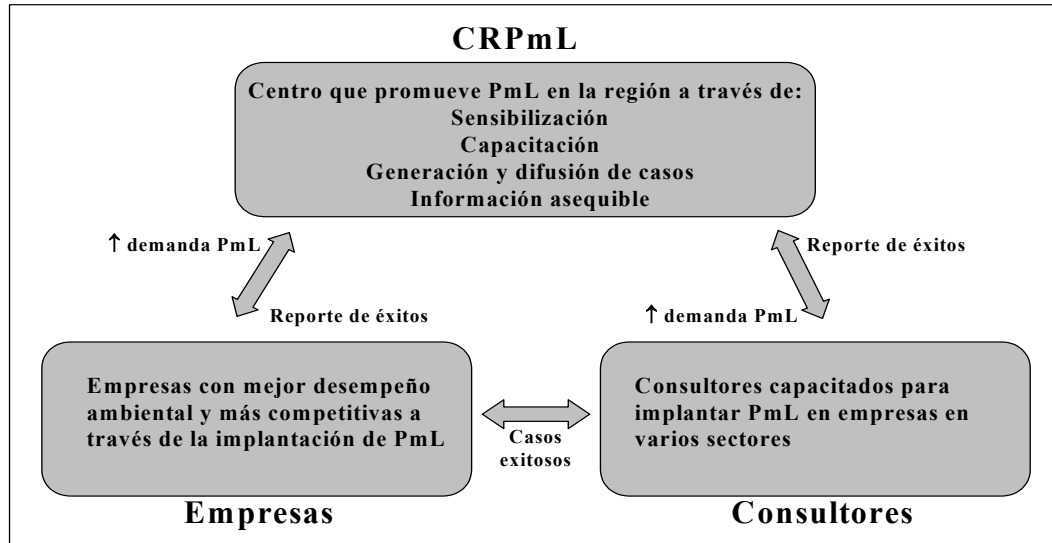 CRPmL
Centro que promueve PmL en la región a través de:
Sensibilización
Capacitación
Generación y difusión de casos
Información asequible
↑ demanda PmL
Reporte de éxitos
Reporte de éxitos
↑ demanda PmL
Empresas con mejor desempeño
ambiental y más competitivas a
través de la implantación de PmL
Casos
exitosos
Consultores capacitados para
implantar PmL en empresas en
varios sectores
Empresas
Consultores